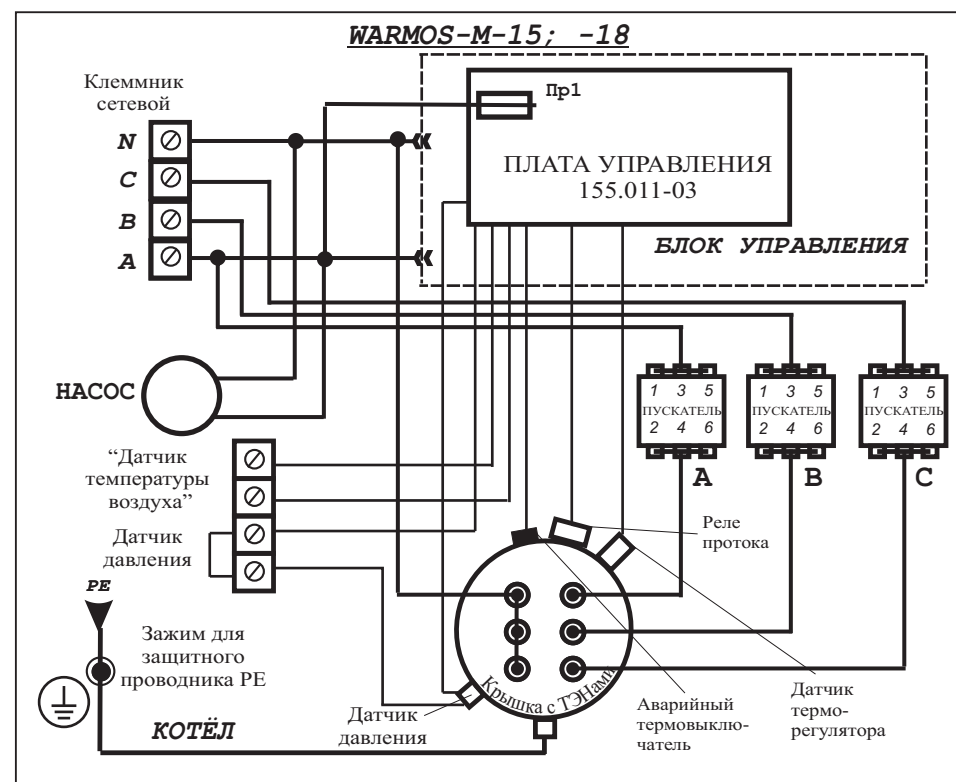 WARMOS-M-15; -18
Клеммник
сетевой
N
C
B
A
Пр1
ПЛАТА УПРАВЛЕНИЯ
155.011-03
БЛОК УПРАВЛЕНИЯ
НАСОС
1 3 5
ПУСКАТЕЛЬ
2 4 6
A
1 3 5
ПУСКАТЕЛЬ
2 4 6
B
1 3 5
ПУСКАТЕЛЬ
2 4 6
C
“Датчик
температуры
воздуха”
Датчик
давления
Реле
протока
PE
Зажим для
защитного
проводника PE
КОТЁЛ
Датчик
давления
Крышка с ТЭНами
Аварийный
термовыклю-
чатель
Датчик
термо-
регулятора